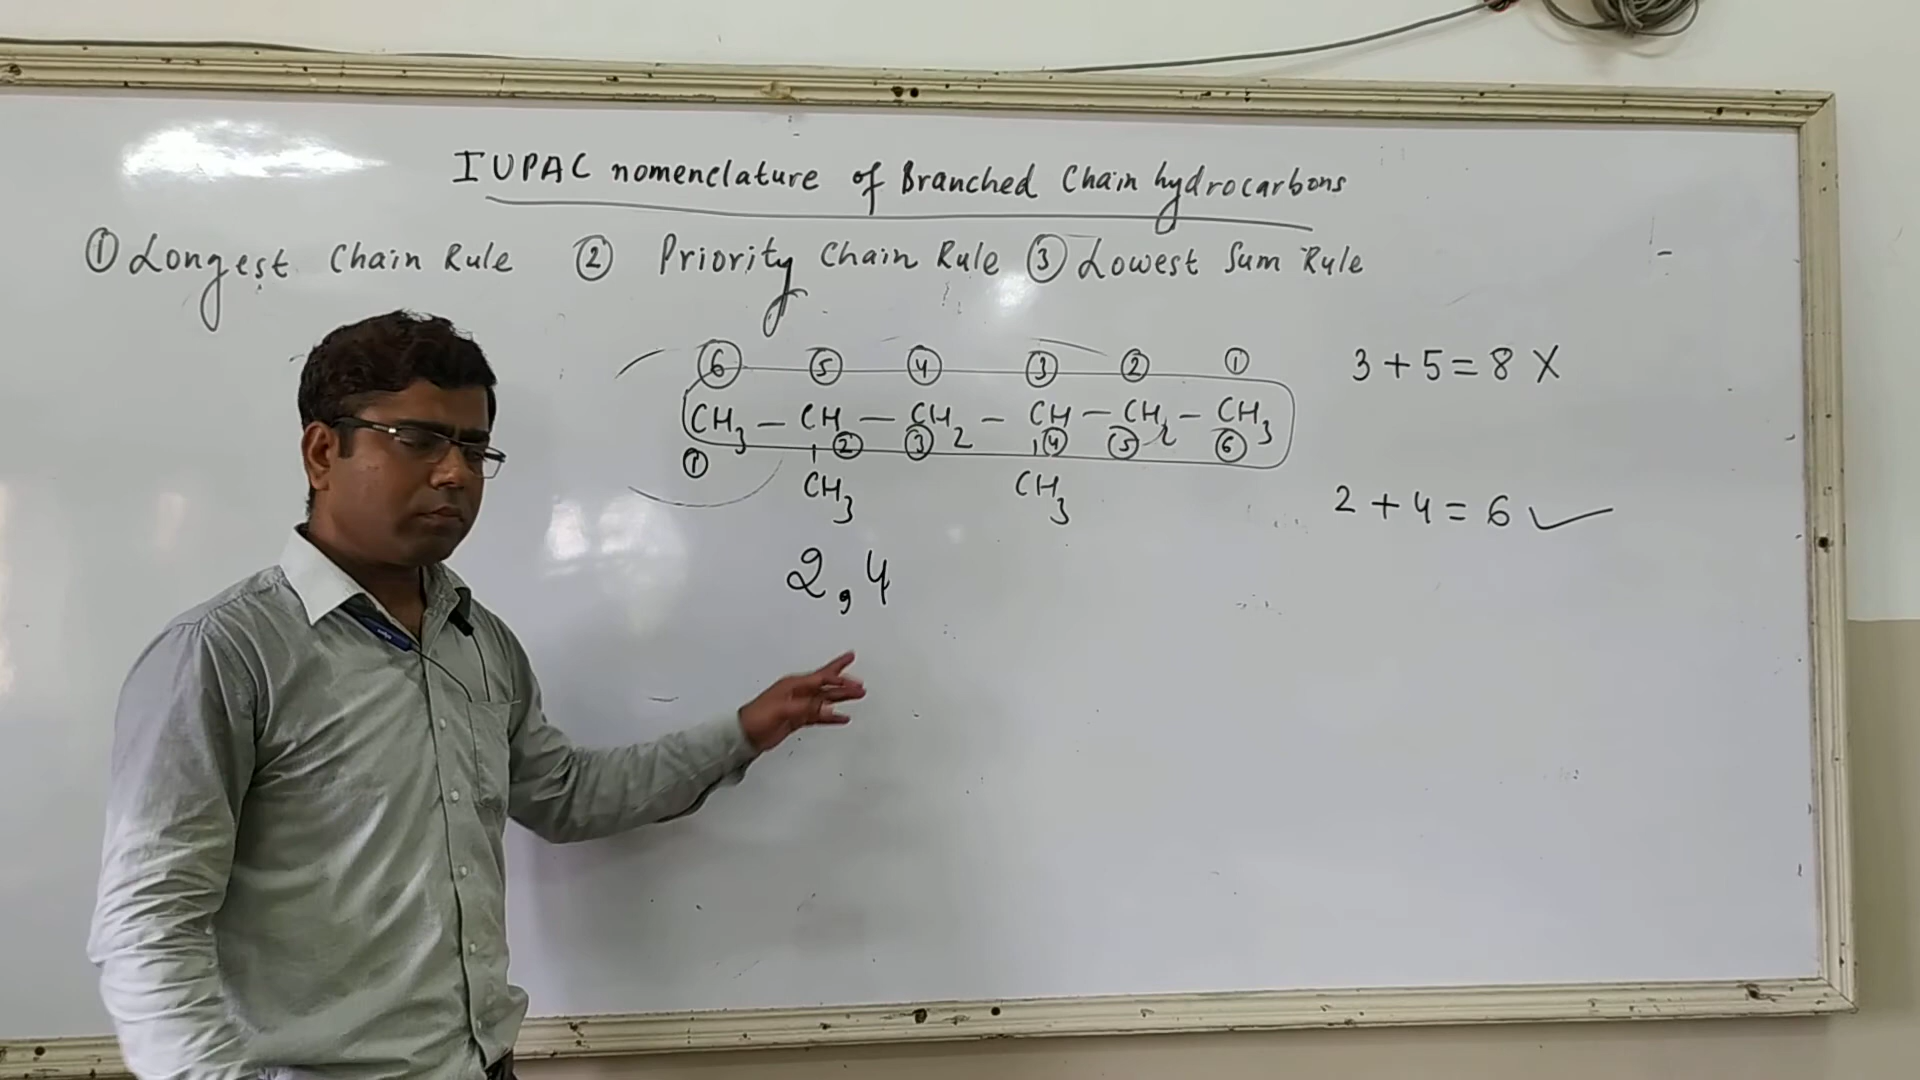 IUPAC nomenclature of Branched Chain hydrocarbons
① Longest Chain Rule ② Priority Chain Rule ③ Lowest Sum Rule
⑥ ⑤ ④ ③ ② ① 3 + 5 = 8 X
CH3 — CH — CH2 — CH — CH2 — CH3
① ② ③ ④ ⑤ ⑥
CH3 CH3 2 + 4 = 6 ✓
2,4